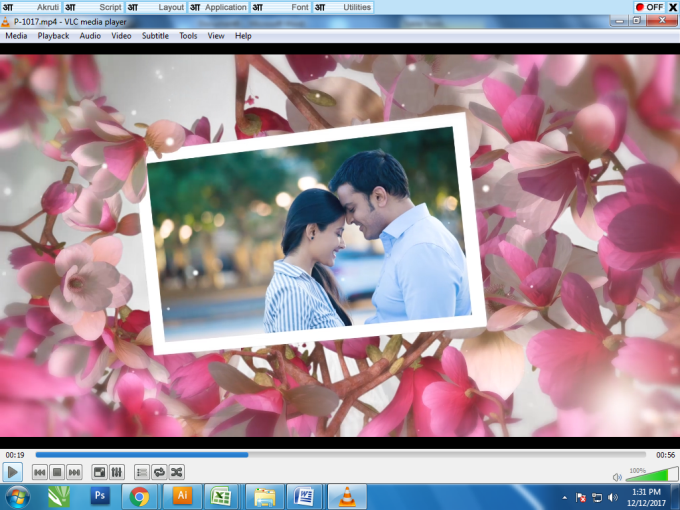 अा Akruti अा Script अा Layout अा Application अा Font अा Utilities OFF X
P-1017.mp4 - VLC media player
Media Playback Audio Video Subtitle Tools View Help
00:19 00:56
100%
Ps Ai
1:31 PM
12/12/2017